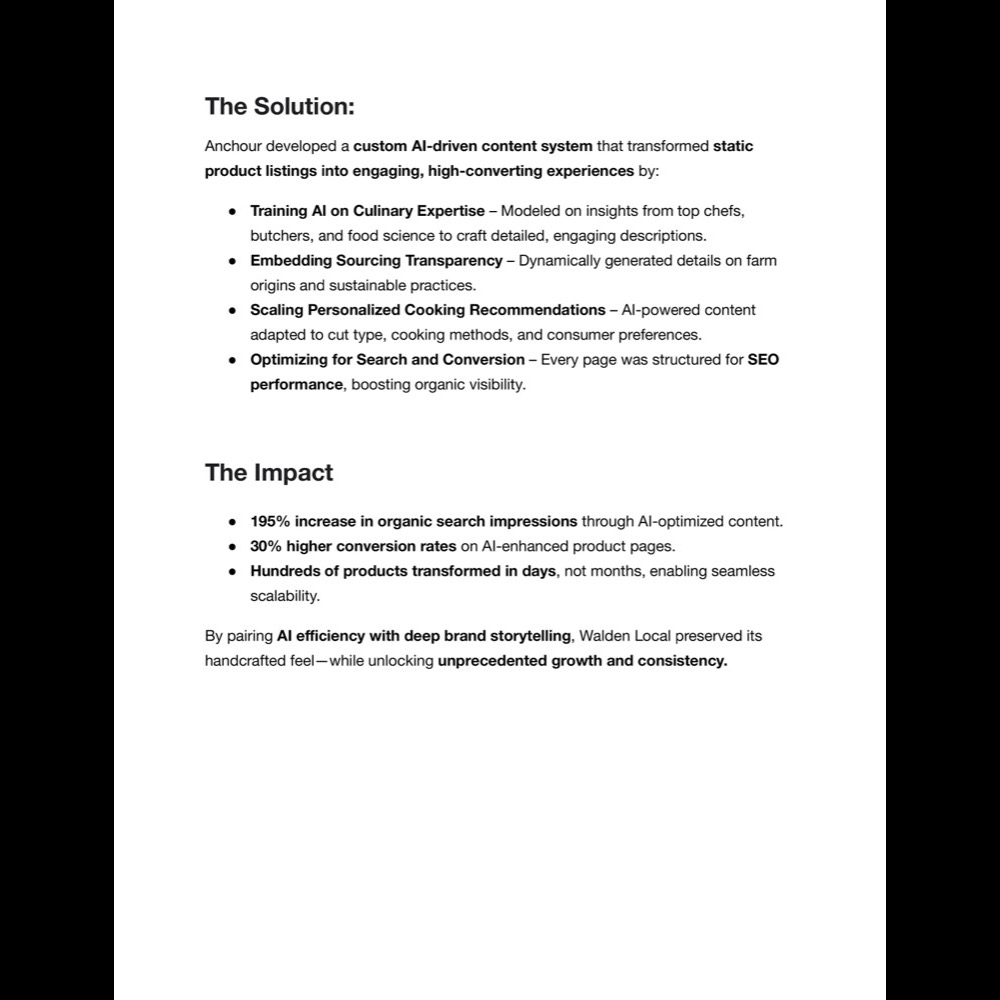 The Solution:
Anchour developed a custom AI-driven content system that transformed static
product listings into engaging, high-converting experiences by:
● Training AI on Culinary Expertise – Modeled on insights from top chefs,
butchers, and food science to craft detailed, engaging descriptions.
● Embedding Sourcing Transparency – Dynamically generated details on farm
origins and sustainable practices.
● Scaling Personalized Cooking Recommendations – AI-powered content
adapted to cut type, cooking methods, and consumer preferences.
● Optimizing for Search and Conversion – Every page was structured for SEO
performance, boosting organic visibility.
The Impact
● 195% increase in organic search impressions through AI-optimized content.
● 30% higher conversion rates on AI-enhanced product pages.
● Hundreds of products transformed in days, not months, enabling seamless
scalability.
By pairing AI efficiency with deep brand storytelling, Walden Local preserved its
handcrafted feel—while unlocking unprecedented growth and consistency.